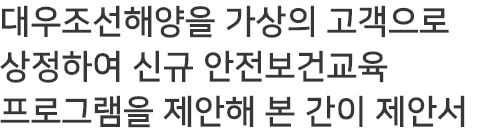 대우조선해양을 가상의 고객으로
상정하여 신규 안전보건교육
프로그램을 제안해 본 간이 제안서